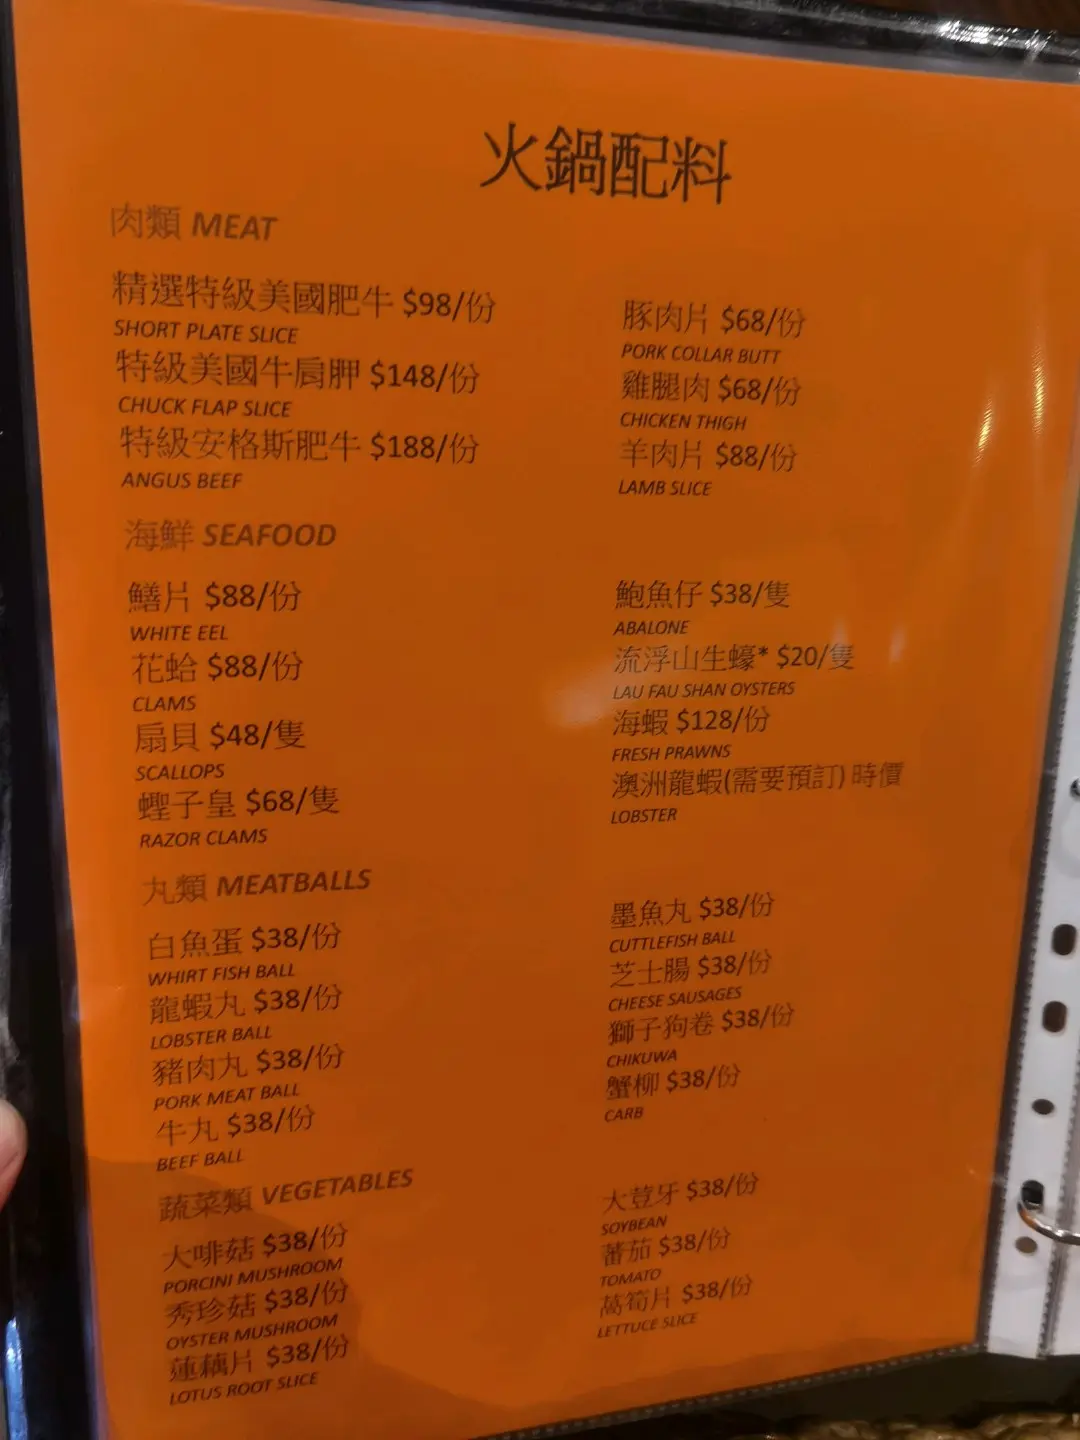 火鍋配料
肉類 MEAT
精選特級美國肥牛 $98/份
SHORT PLATE SLICE
特級美國牛肩胛 $148/份
CHUCK FLAP SLICE
特級安格斯肥牛 $188/份
ANGUS BEEF
豚肉片 $68/份
PORK COLLAR BUTT
雞腿肉 $68/份
CHICKEN THIGH
羊肉片 $88/份
LAMB SLICE
海鮮 SEAFOOD
鱔片 $88/份
WHITE EEL
花蛤 $88/份
CLAMS
扇貝 $48/隻
SCALLOPS
蟶子皇 $68/隻
RAZOR CLAMS
鮑魚仔 $38/隻
ABALONE
流浮山生蠔* $20/隻
LAU FAU SHAN OYSTERS
海蝦 $128/份
FRESH PRAWNS
澳洲龍蝦(需要預訂) 時價
LOBSTER
丸類 MEATBALLS
白魚蛋 $38/份
WHIRT FISH BALL
龍蝦丸 $38/份
LOBSTER BALL
豬肉丸 $38/份
PORK MEAT BALL
牛丸 $38/份
BEEF BALL
墨魚丸 $38/份
CUTTLEFISH BALL
芝士腸 $38/份
CHEESE SAUSAGES
獅子狗卷 $38/份
CHIKUWA
蟹柳 $38/份
CARB
蔬菜類 VEGETABLES
大啡菇 $38/份
PORCINI MUSHROOM
秀珍菇 $38/份
OYSTER MUSHROOM
蓮藕片 $38/份
LOTUS ROOT SLICE
大荳牙 $38/份
SOYBEAN
蕃茄 $38/份
TOMATO
萵筍片 $38/份
LETTUCE SLICE